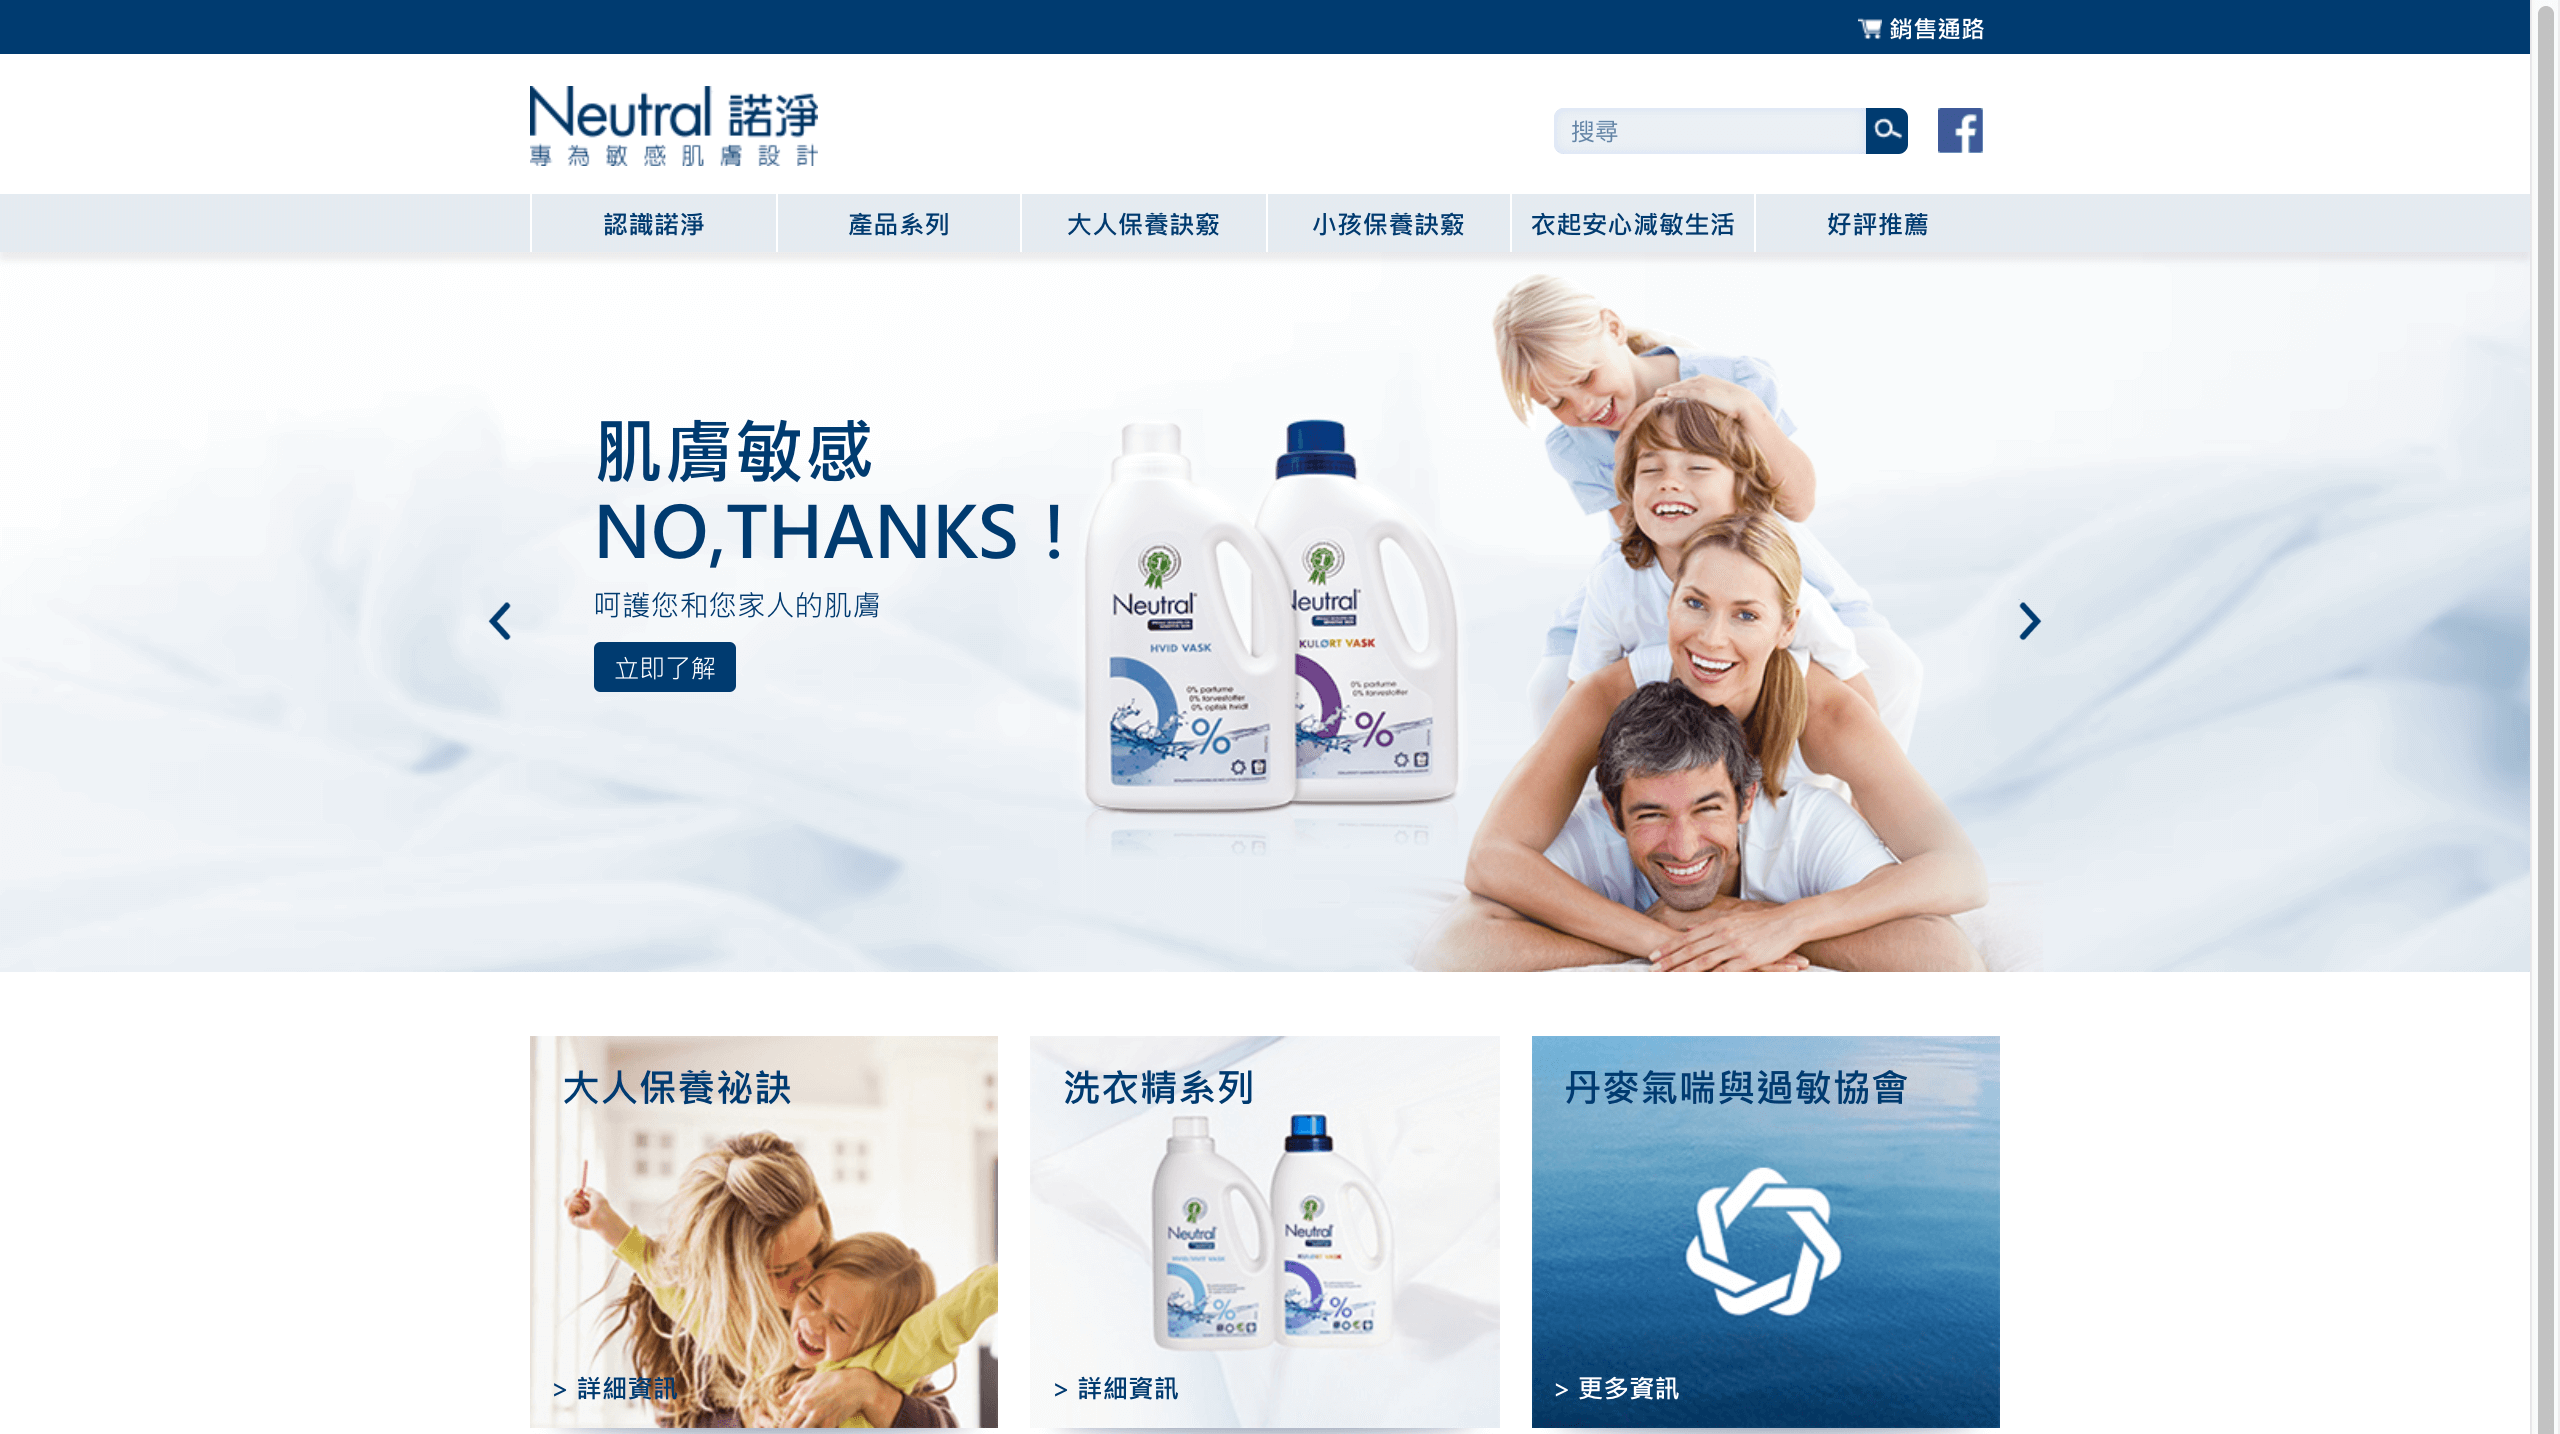 銷售通路
Neutral 諾淨
專為敏感肌膚設計
搜尋
認識諾淨
產品系列
大人保養訣竅
小孩保養訣竅
衣起安心減敏生活
好評推薦
肌膚敏感
NO,THANKS！
呵護您和您家人的肌膚
立即了解
Neutral
HVID VASK
0% parfume
0% farvestoffer
0% optisk hvidt
%
Neutral
KULØRT VASK
0% parfume
0% farvestoffer
%
大人保養祕訣
> 詳細資訊
洗衣精系列
Neutral
%
Neutral
KULØRT VASK
%
> 詳細資訊
丹麥氣喘與過敏協會
> 更多資訊